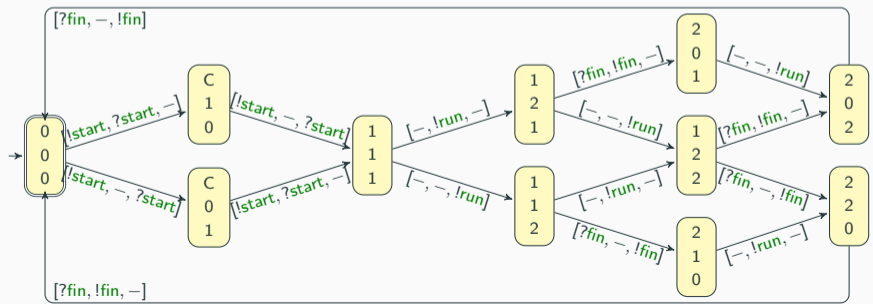 [?fin, −, !fin]
0
0
0
[!start, ?start, −]
[!start, −, ?start]
C
1
0
C
0
1
[!start, −, ?start]
[!start, ?start, −]
1
1
1
[−, !run, −]
[−, −, !run]
1
2
1
1
1
2
[?fin, !fin, −]
[−, −, !run]
[−, !run, −]
[?fin, −, !fin]
2
0
1
1
2
2
2
1
0
[−, −, !run]
[?fin, !fin, −]
[?fin, −, !fin]
[−, !run, −]
2
0
2
2
2
0
[?fin, !fin, −]